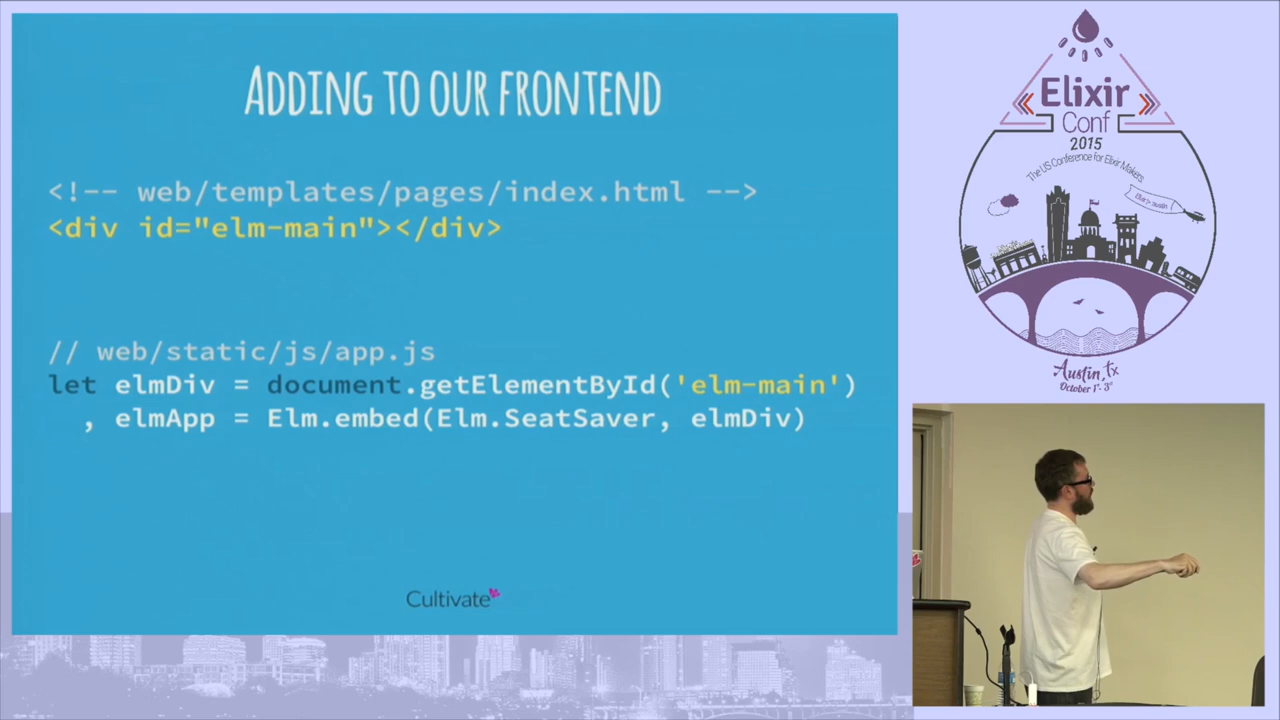 ADDING TO OUR FRONTEND
<!-- web/templates/pages/index.html -->
<div id="elm-main"></div>
// web/static/js/app.js
let elmDiv = document.getElementById('elm-main')
, elmApp = Elm.embed(Elm.SeatSaver, elmDiv)
Cultivate
Elixir
Conf
2015
The US Conference for Elixir Makers
Austin, Tx
October 1st - 3rd